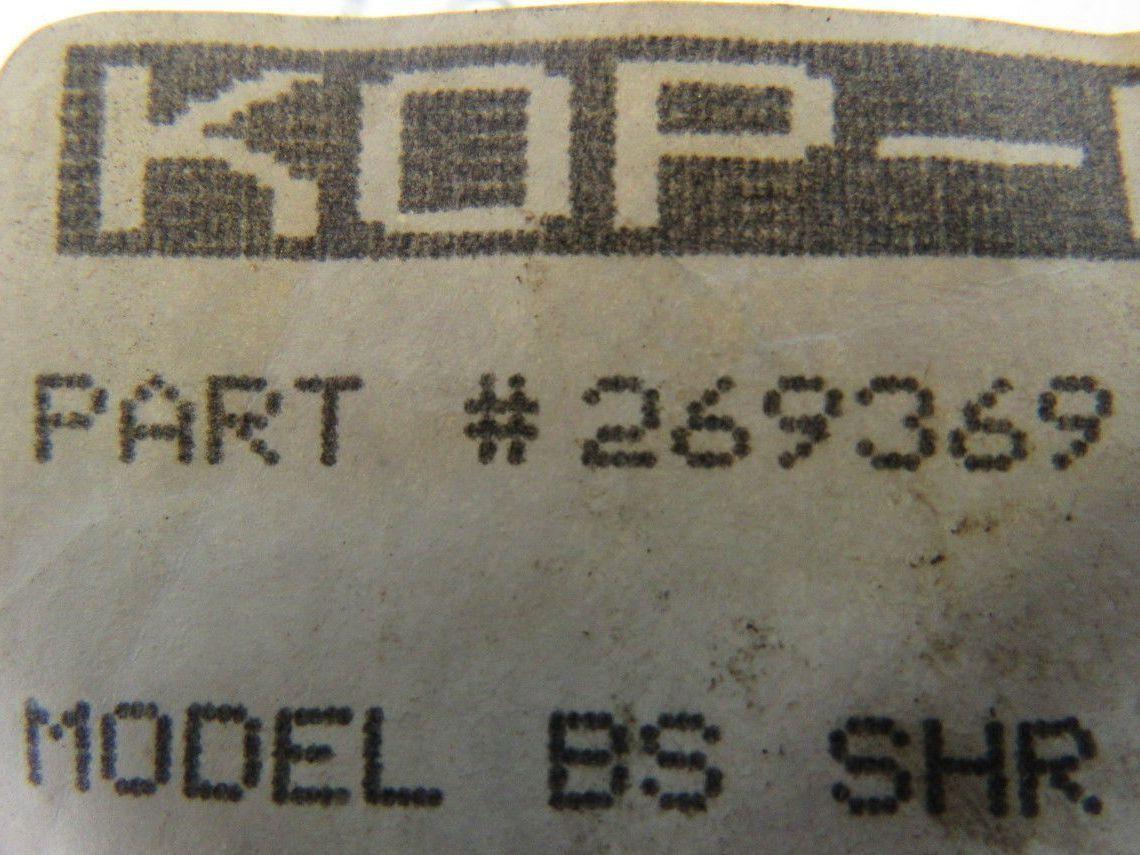 KOP-
PART #269369
MODEL BS SHR